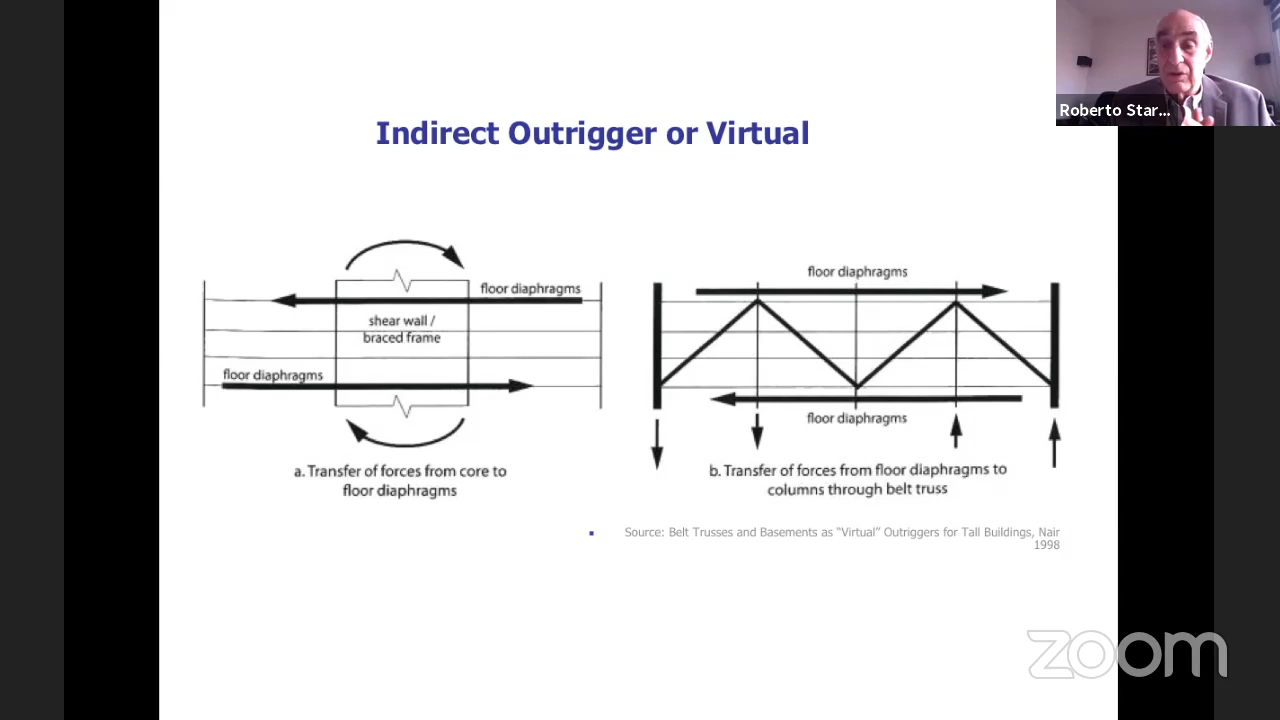 Roberto Star...
Indirect Outrigger or Virtual
floor diaphragms
shear wall /
braced frame
floor diaphragms
a. Transfer of forces from core to
floor diaphragms
floor diaphragms
floor diaphragms
b. Transfer of forces from floor diaphragms to
columns through belt truss
Source: Belt Trusses and Basements as "Virtual" Outriggers for Tall Buildings, Nair
1998
zoom